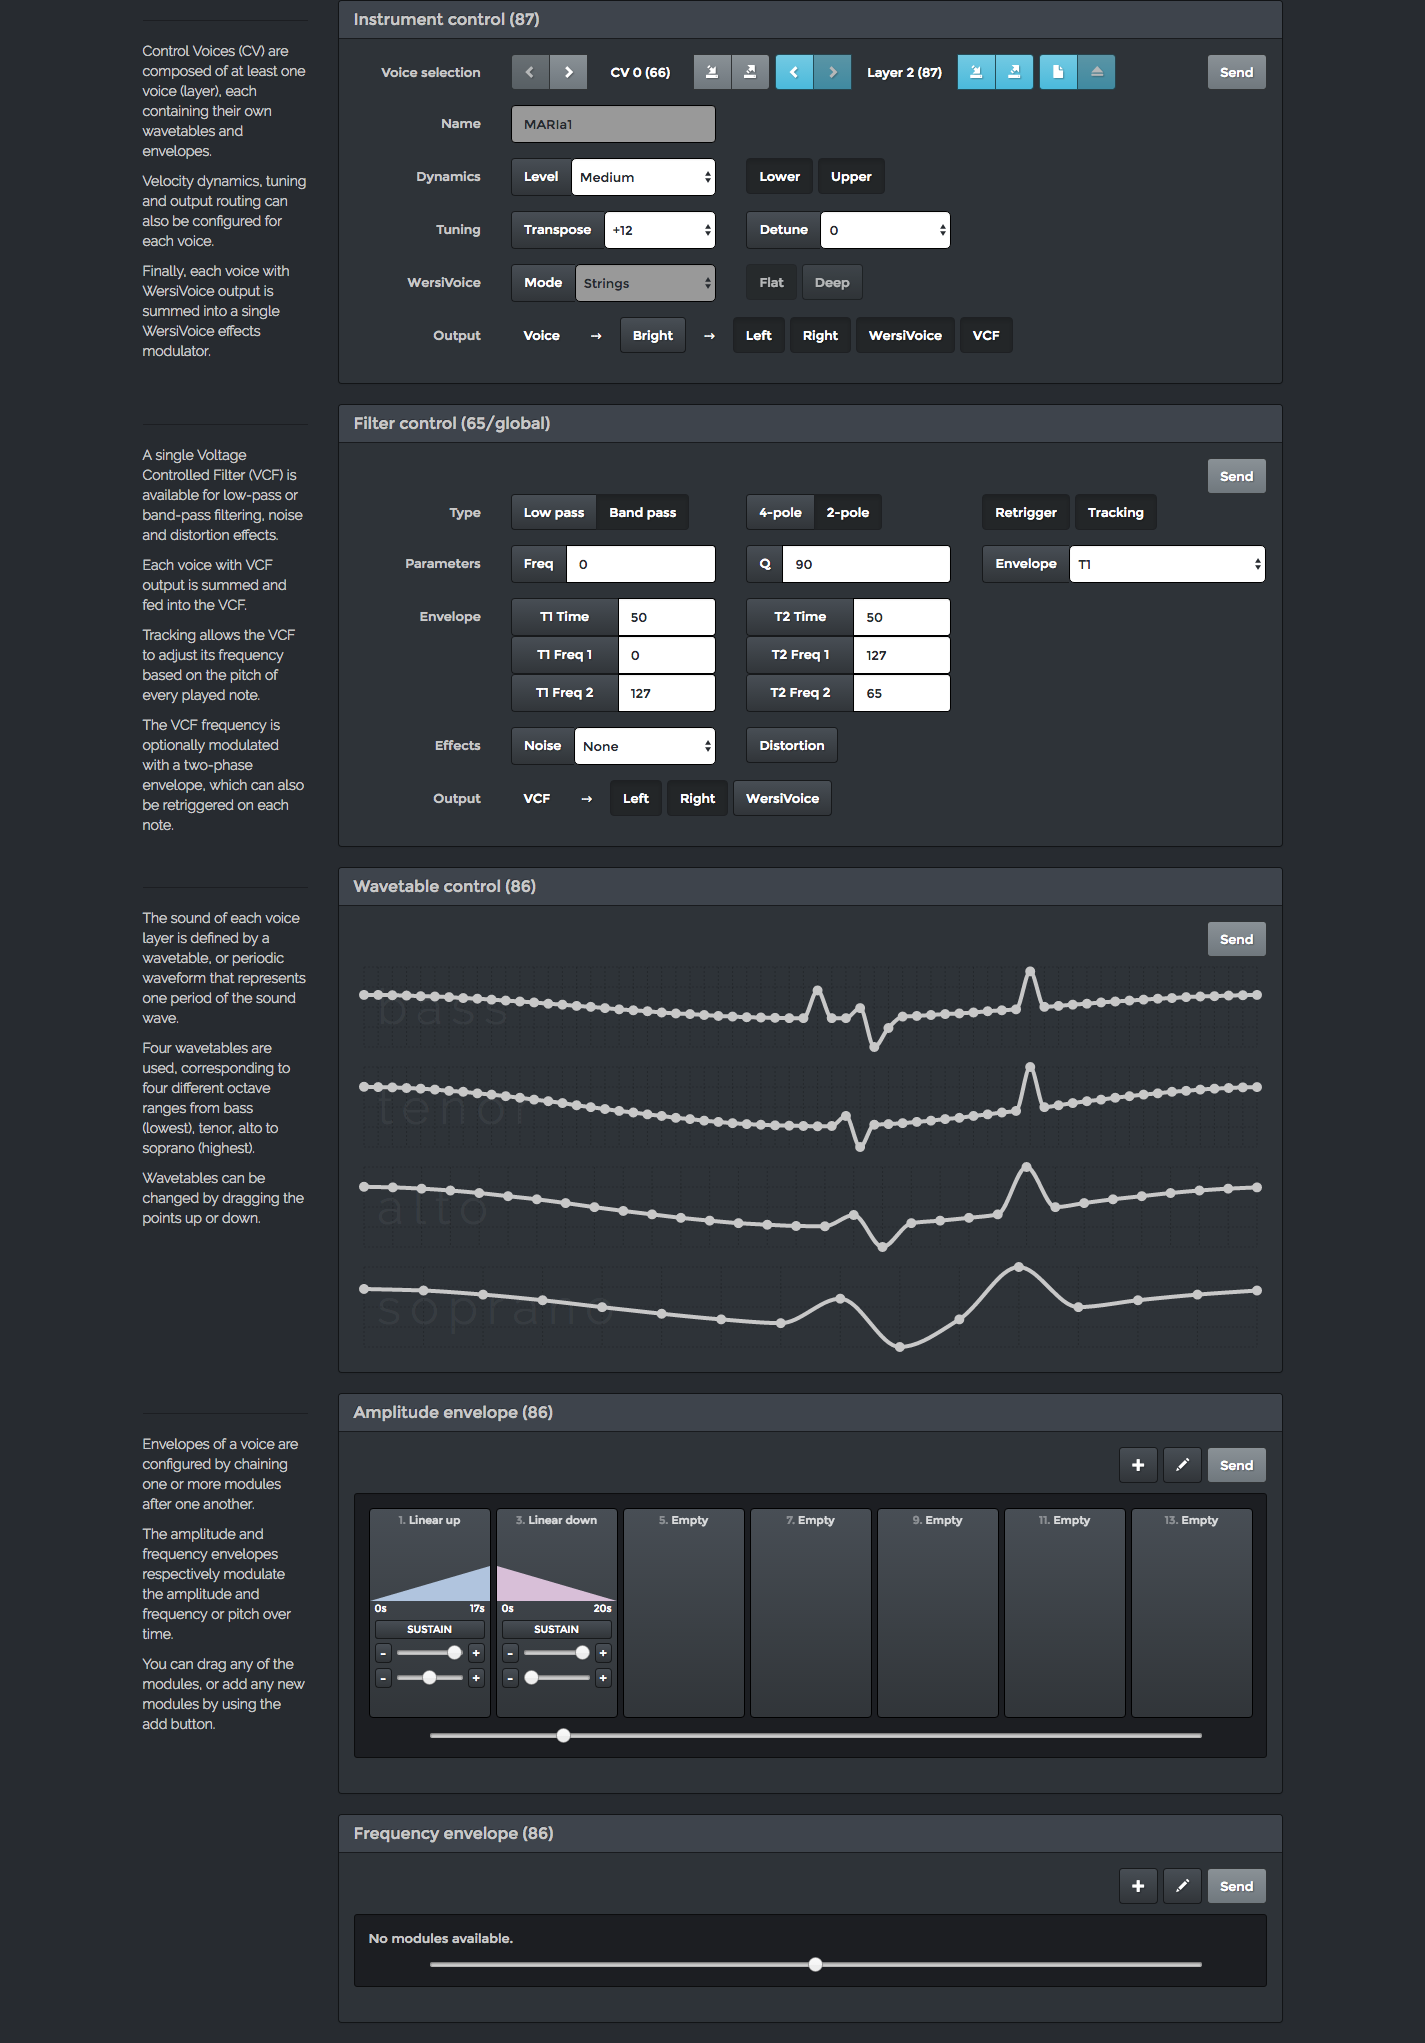 Instrument control (87)
Control Voices (CV) are
composed of at least one
voice (layer), each
containing their own
wavetables and
envelopes.
Velocity dynamics, tuning
and output routing can
also be configured for
each voice.
Finally, each voice with
WersiVoice output is
summed into a single
WersiVoice effects
modulator.
Voice selection CV 0 (66) Layer 2 (87) Send
Name MARIa1
Dynamics Level Medium Lower Upper
Tuning Transpose +12 Detune 0
WersiVoice Mode Strings Flat Deep
Output Voice → Bright → Left Right WersiVoice VCF
Filter control (65/global)
A single Voltage
Controlled Filter (VCF) is
available for low-pass or
band-pass filtering, noise
and distortion effects.
Each voice with VCF
output is summed and
fed into the VCF.
Tracking allows the VCF
to adjust its frequency
based on the pitch of
every played note.
The VCF frequency is
optionally modulated
with a two-phase
envelope, which can also
be retriggered on each
note.
Send
Type Low pass Band pass 4-pole 2-pole Retrigger Tracking
Parameters Freq 0 Q 90 Envelope T1
Envelope T1 Time 50 T2 Time 50
T1 Freq 1 0 T2 Freq 1 127
T1 Freq 2 127 T2 Freq 2 65
Effects Noise None Distortion
Output VCF → Left Right WersiVoice
Wavetable control (86)
The sound of each voice
layer is defined by a
wavetable, or periodic
waveform that represents
one period of the sound
wave.
Four wavetables are
used, corresponding to
four different octave
ranges from bass
(lowest), tenor, alto to
soprano (highest).
Wavetables can be
changed by dragging the
points up or down.
Send
bass
tenor
alto
soprano
Amplitude envelope (86)
Envelopes of a voice are
configured by chaining
one or more modules
after one another.
The amplitude and
frequency envelopes
respectively modulate
the amplitude and
frequency or pitch over
time.
You can drag any of the
modules, or add any new
modules by using the
add button.
+ Send
1. Linear up 3. Linear down 5. Empty 7. Empty 9. Empty 11. Empty 13. Empty
0s 17s 0s 20s
SUSTAIN SUSTAIN
- + - +
- + - +
Frequency envelope (86)
+ Send
No modules available.